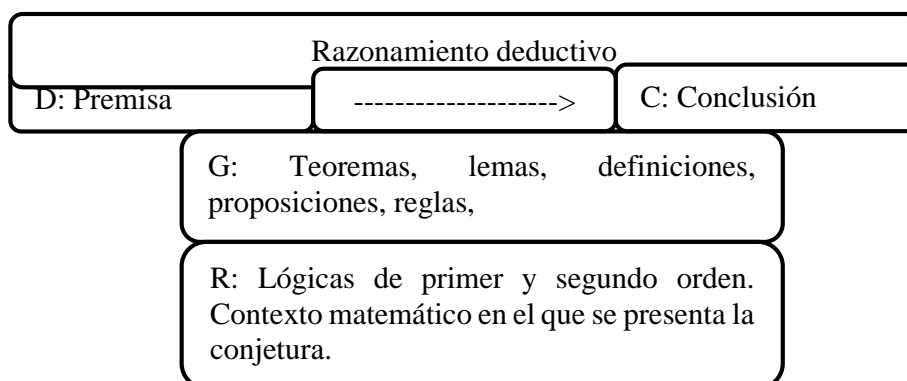 Razonamiento deductivo
D: Premisa
-------------------->
C: Conclusión
G: Teoremas, lemas, definiciones,
proposiciones, reglas,
R: Lógicas de primer y segundo orden.
Contexto matemático en el que se presenta la
conjetura.